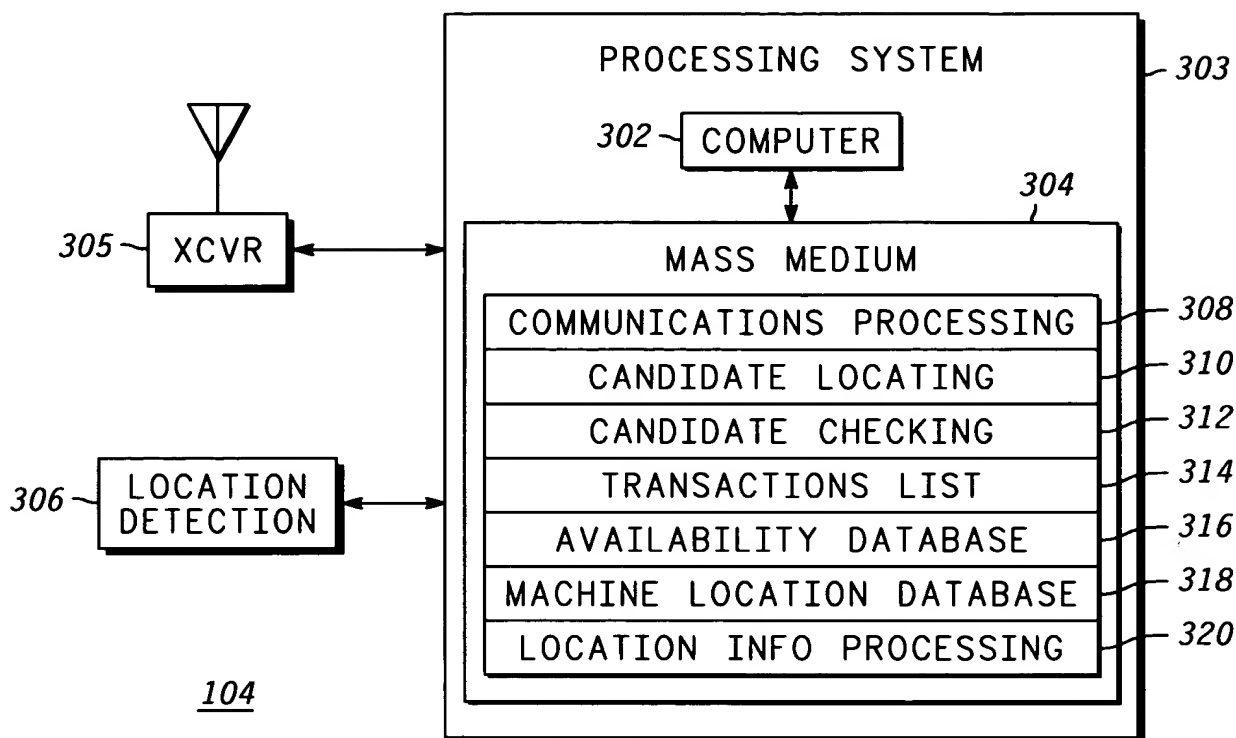 PROCESSING SYSTEM
303
302
COMPUTER
304
305
XCVR
MASS MEDIUM
COMMUNICATIONS PROCESSING
308
CANDIDATE LOCATING
310
CANDIDATE CHECKING
312
306
LOCATION
DETECTION
TRANSACTIONS LIST
314
AVAILABILITY DATABASE
316
MACHINE LOCATION DATABASE
318
LOCATION INFO PROCESSING
320
104